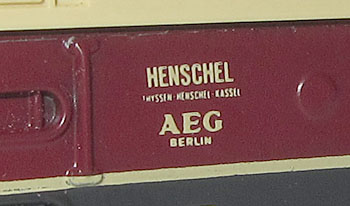 HENSCHEL
THYSSEN-HENSCHEL-KASSEL
AEG
BERLIN